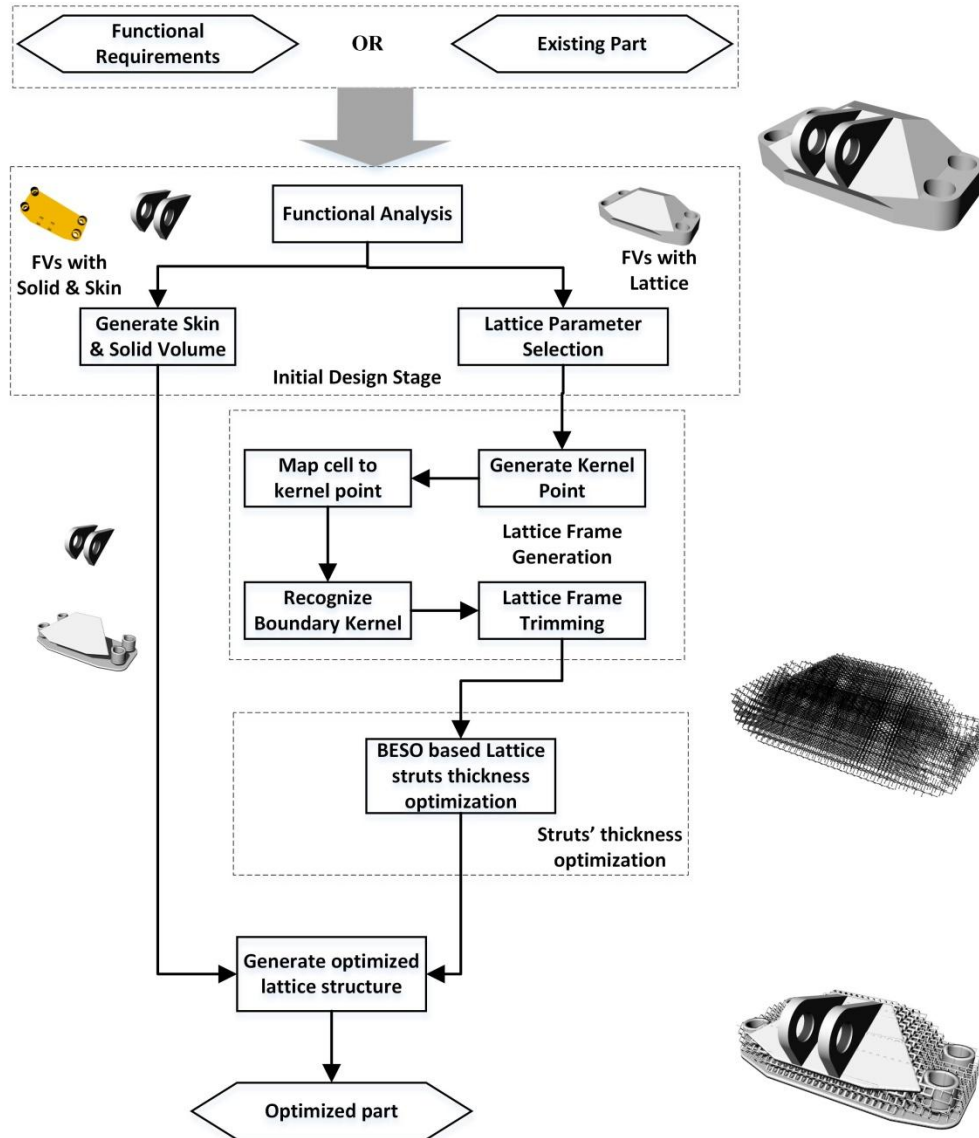 Functional
Requirements
OR
Existing Part
Functional Analysis
FVs with
Solid & Skin
FVs with
Lattice
Generate Skin
& Solid Volume
Lattice Parameter
Selection
Initial Design Stage
Map cell to
kernel point
Generate Kernel
Point
Lattice Frame
Generation
Recognize
Boundary Kernel
Lattice Frame
Trimming
BESO based Lattice
struts thickness
optimization
Struts’ thickness
optimization
Generate optimized
lattice structure
Optimized part